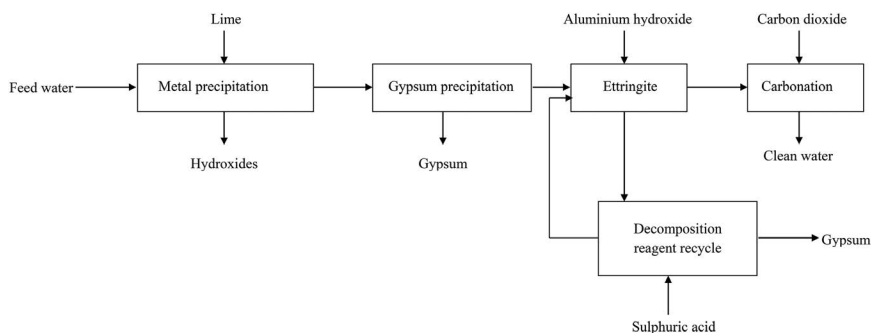 Lime
Aluminium hydroxide
Carbon dioxide
Feed water
Metal precipitation
Gypsum precipitation
Ettringite
Carbonation
Hydroxides
Gypsum
Clean water
Decomposition
reagent recycle
Gypsum
Sulphuric acid